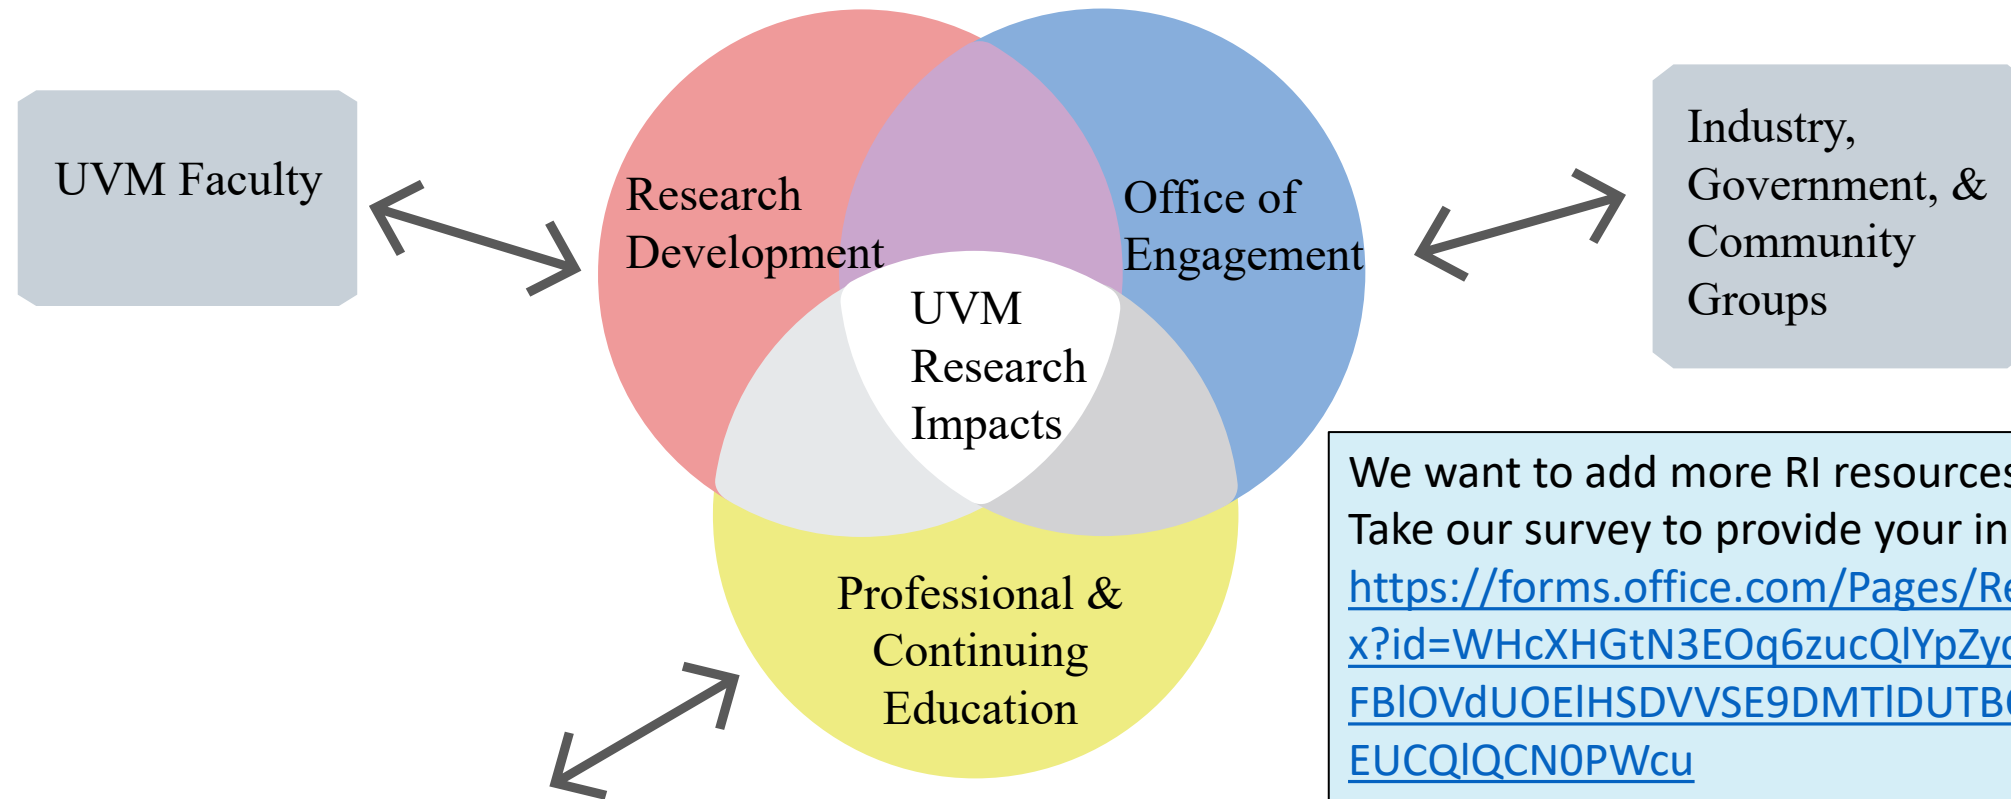 UVM Faculty
Research
Development
Office of
Engagement
Industry,
Government, &
Community
Groups
UVM
Research
Impacts
Professional &
Continuing
Education
We want to add more RI resources
Take our survey to provide your in
https://forms.office.com/Pages/Re
x?id=WHcXHGtN3EOq6zucQlYpZyc
FBlOVdUOElHSDVVSE9DMTlDUTB
EUCQlQCN0PWcu